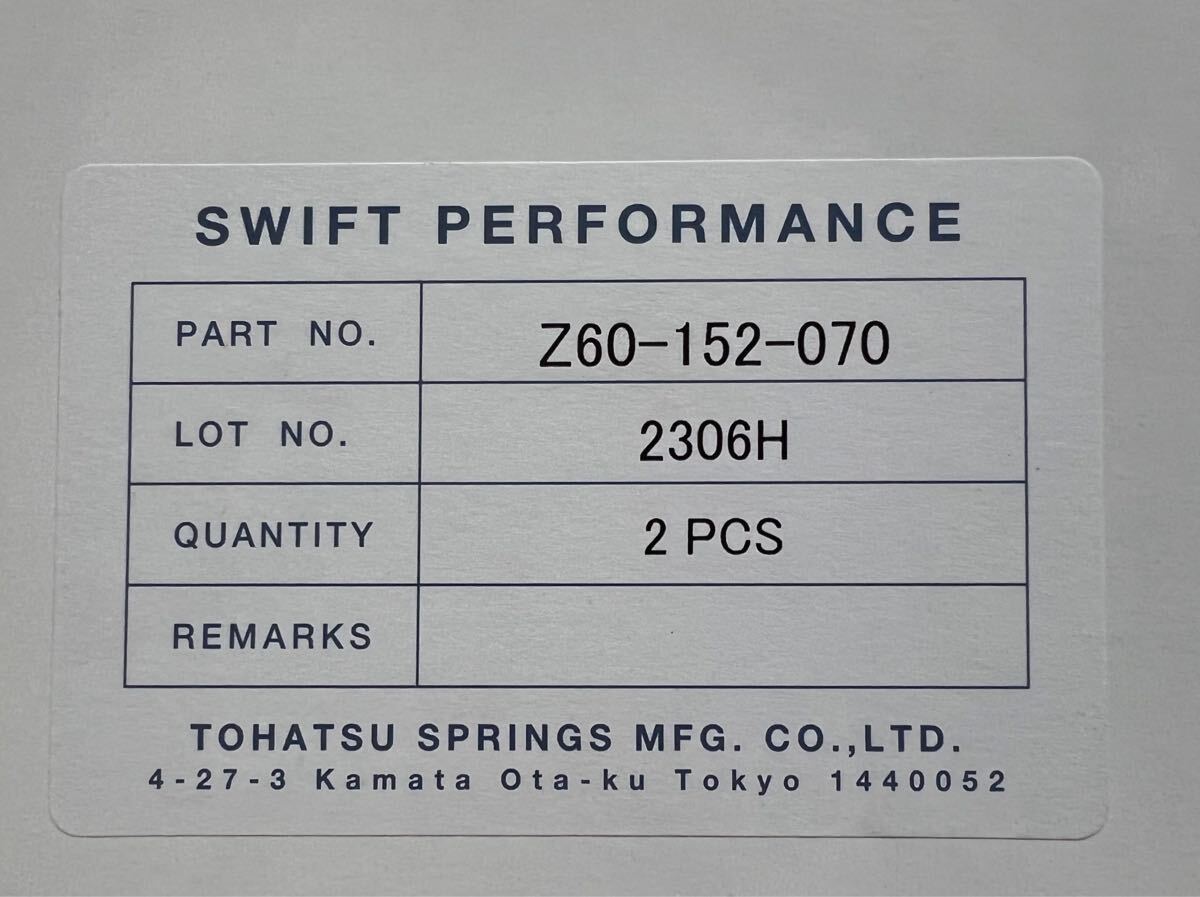 SWIFT PERFORMANCE
PART NO. Z60-152-070
LOT NO. 2306H
QUANTITY 2 PCS
REMARKS
TOHATSU SPRINGS MFG. CO.,LTD.
4-27-3 Kamata Ota-ku Tokyo 1440052